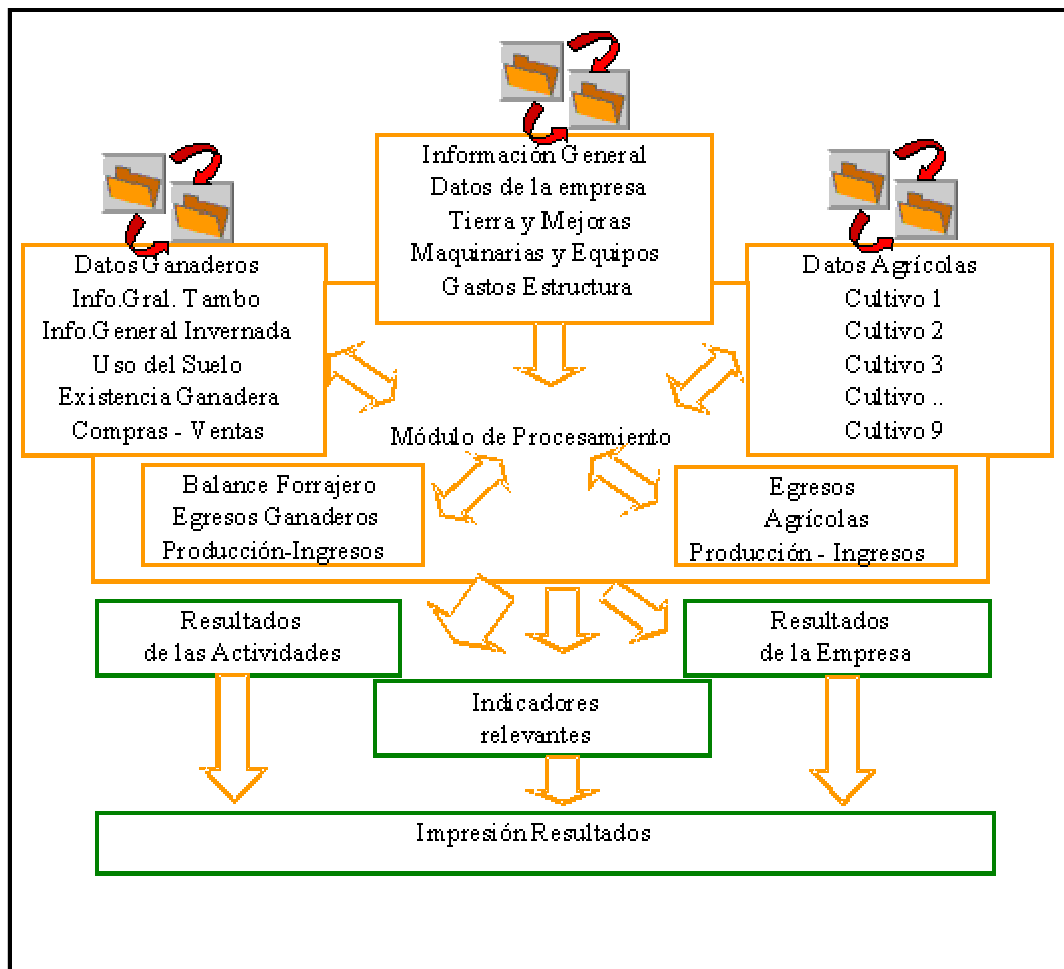 Información General
Datos de la empresa
Tierra y Mejoras
Maquinarias y Equipos
Gastos Estructura
Datos Ganaderos
Info.Gral. Tambo
Info.General Invernada
Uso del Suelo
Existencia Ganadera
Compras - Ventas
Datos Agrícolas
Cultivo 1
Cultivo 2
Cultivo 3
Cultivo ..
Cultivo 9
Módulo de Procesamiento
Balance Forrajero
Egresos Ganaderos
Producción-Ingresos
Egresos
Agrícolas
Producción - Ingresos
Resultados
de las Actividades
Resultados
de la Empresa
Indicadores
relevantes
Impresión Resultados